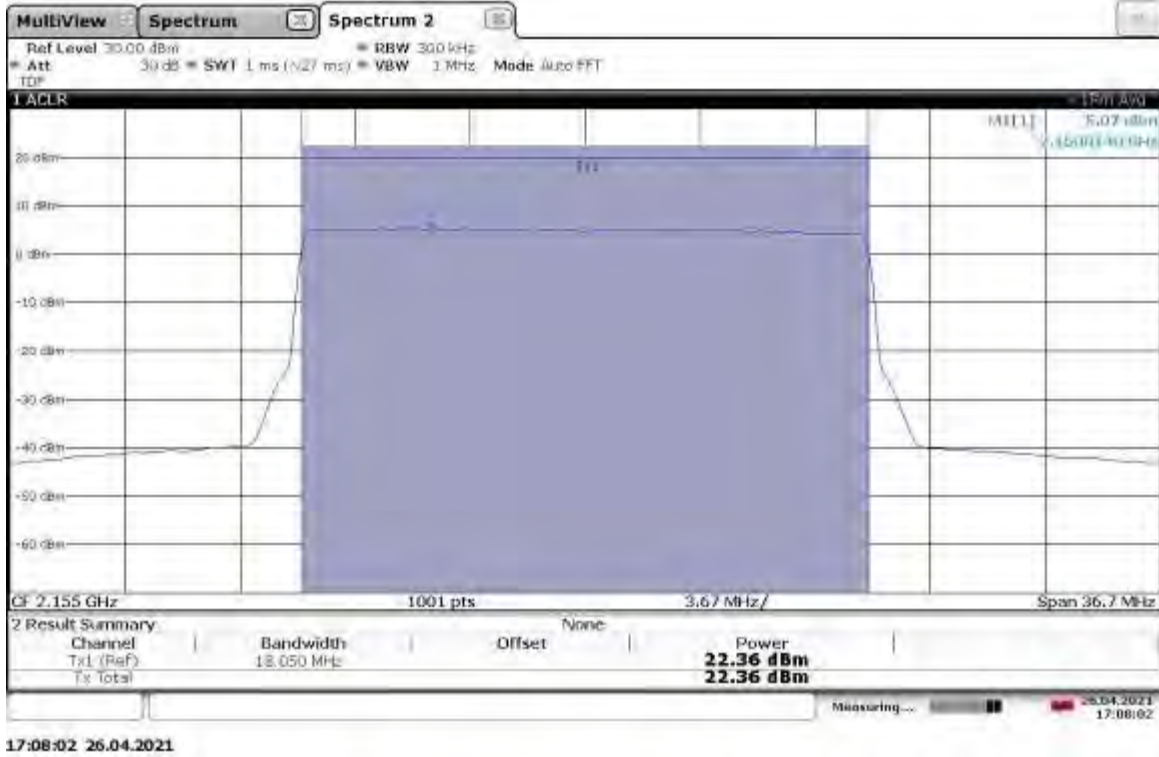 MultiView Spectrum Spectrum 2
Ref Level 30.00 dBm RBW 300 kHz
Att 30 dB SWT 1 ms VBW 1 MHz Mode Auto FFT
TDF
1 ACLR 1Rm Avg
M1[1] 5.07 dBm
GHz
20 dBm
Tx1
10 dBm
0 dBm
-10 dBm
-20 dBm
-30 dBm
-40 dBm
-50 dBm
-60 dBm
CF 2.155 GHz 1001 pts 3.67 MHz/ Span 36.7 MHz
2 Result Summary None
Channel Bandwidth Offset Power
Tx1 (Ref) 18.050 MHz 22.36 dBm
Tx Total 22.36 dBm
Measuring... 26.04.2021
17:08:02
17:08:02 26.04.2021